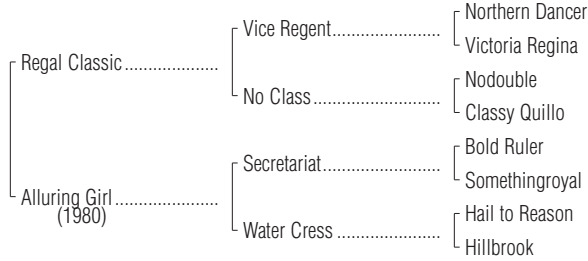 Northern Dancer
Vice Regent
Victoria Regina
Regal Classic
Nodouble
No Class
Classy Quillo
Bold Ruler
Secretariat
Somethingroyal
Alluring Girl
(1980)
Hail to Reason
Water Cress
Hillbrook